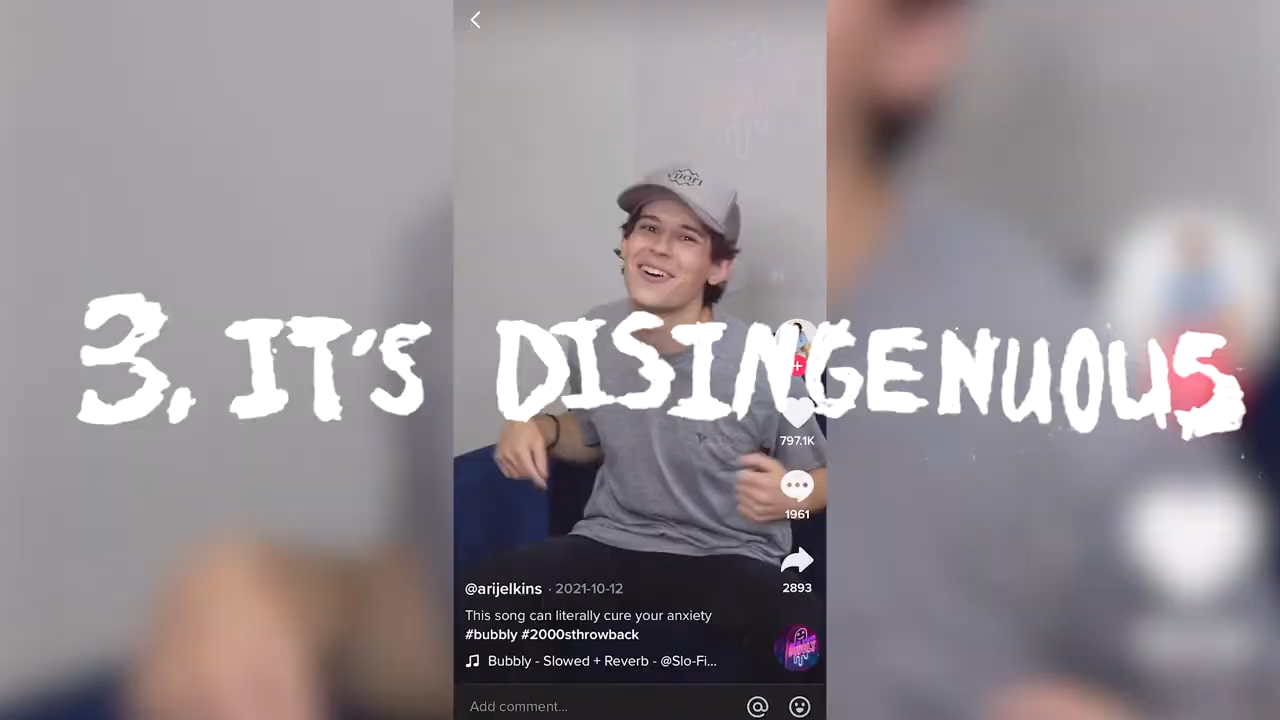 VUORI
3. IT'S DISINGENUOUS
797.1K
1961
2893
@arijelkins · 2021-10-12
This song can literally cure your anxiety
#bubbly #2000sthrowback
Bubbly - Slowed + Reverb - @Slo-Fi...
Add comment...